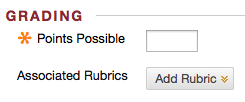 GRADING
* Points Possible
Associated Rubrics Add Rubric